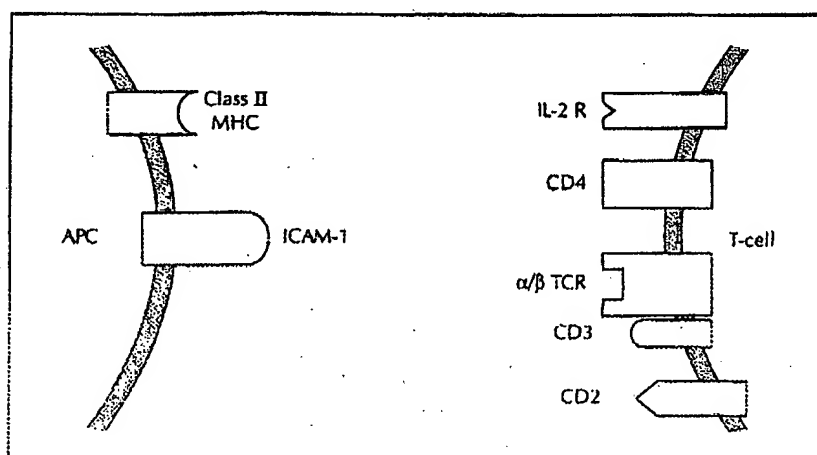 Class II
MHC
APC
ICAM-1
IL-2 R
CD4
T-cell
α/β TCR
CD3
CD2